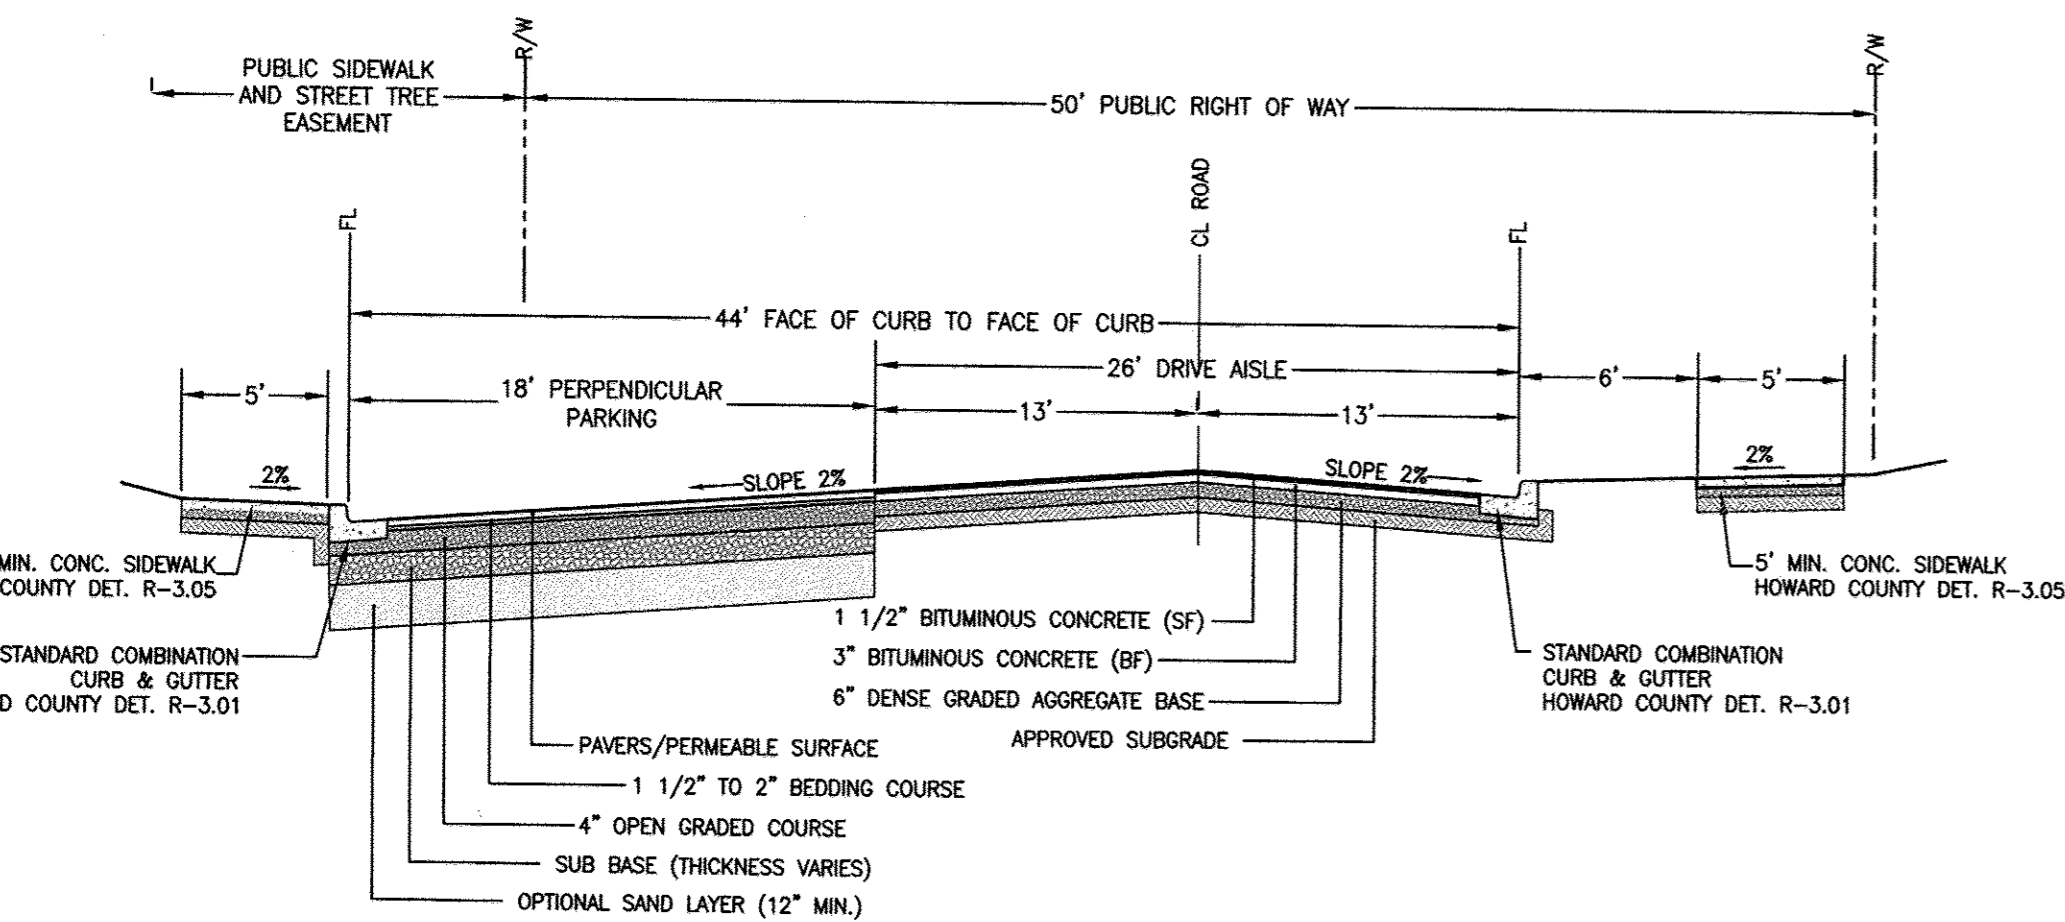 R/W
R/W
PUBLIC SIDEWALK
AND STREET TREE
EASEMENT
50' PUBLIC RIGHT OF WAY
FL
CL ROAD
FL
44' FACE OF CURB TO FACE OF CURB
26' DRIVE AISLE
5'
18' PERPENDICULAR
PARKING
13'
13'
6'
5'
2%
SLOPE 2%
SLOPE 2%
2%
MIN. CONC. SIDEWALK
COUNTY DET. R-3.05
STANDARD COMBINATION
CURB & GUTTER
D COUNTY DET. R-3.01
5' MIN. CONC. SIDEWALK
HOWARD COUNTY DET. R-3.05
STANDARD COMBINATION
CURB & GUTTER
HOWARD COUNTY DET. R-3.01
1 1/2" BITUMINOUS CONCRETE (SF)
3" BITUMINOUS CONCRETE (BF)
6" DENSE GRADED AGGREGATE BASE
APPROVED SUBGRADE
PAVERS/PERMEABLE SURFACE
1 1/2" TO 2" BEDDING COURSE
4" OPEN GRADED COURSE
SUB BASE (THICKNESS VARIES)
OPTIONAL SAND LAYER (12" MIN.)